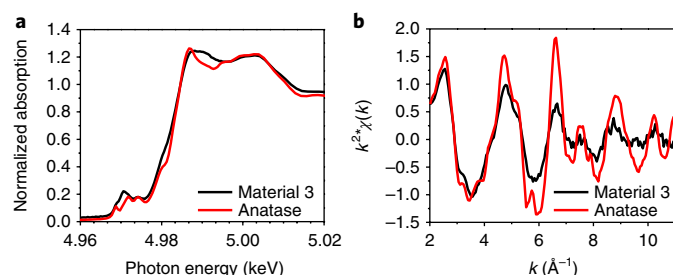 a
Normalized absorption
1.4
1.2
1.0
0.8
0.6
0.4
0.2
0.0
Material 3
Anatase
4.96
4.98
5.00
5.02
Photon energy (keV)
b
k²*χ(k)
2.0
1.5
1.0
0.5
0
−0.5
−1.0
−1.5
Material 3
Anatase
2
4
6
8
10
k (Å⁻¹)